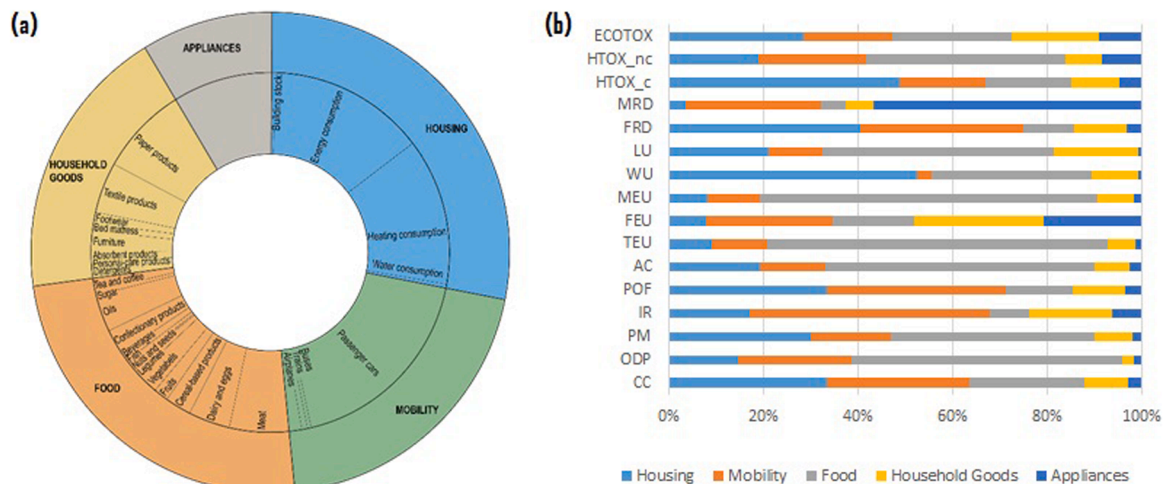 (a)
APPLIANCES
HOUSING
Building stock
Energy consumption
Heating consumption
Water consumption
MOBILITY
Passenger cars
Buses
Trains
Airplanes
FOOD
Meat
Dairy and eggs
Cereal-based products
Fruits
Vegetabels
Legumes
Nuts and seeds
Fish
Beverages
Confectionary products
Oils
Sugar
Tea and coffee
HOUSEHOLD
GOODS
Detergents
Personal-care products
Absorbent products
Furniture
Bed matress
Footwear
Textile products
Paper products
(b)
ECOTOX
HTOX_nc
HTOX_c
MRD
FRD
LU
WU
MEU
FEU
TEU
AC
POF
IR
PM
ODP
CC
0% 20% 40% 60% 80% 100%
Housing Mobility Food Household Goods Appliances